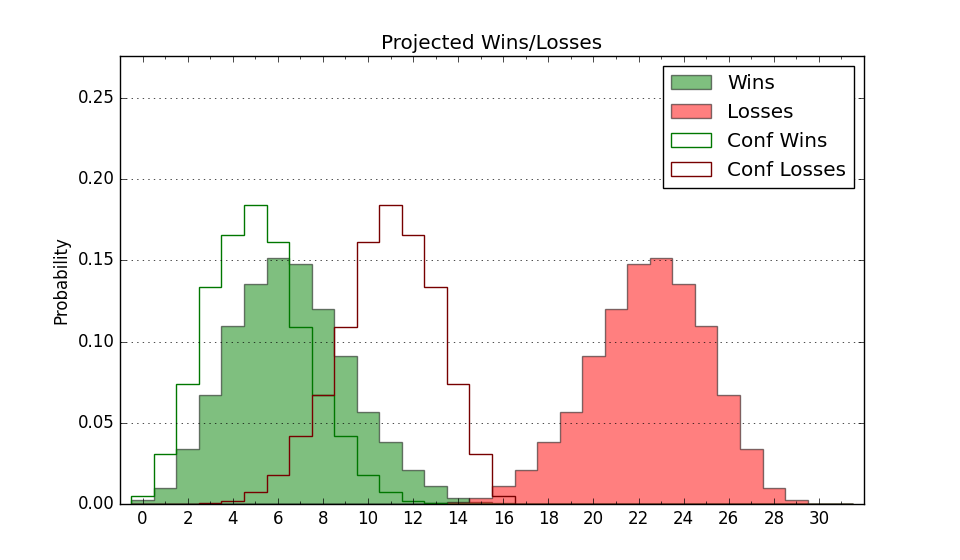 Projected Wins/Losses
Wins
Losses
Conf Wins
Conf Losses
Probability
0.25
0.20
0.15
0.10
0.05
0.00
0 2 4 6 8 10 12 14 16 18 20 22 24 26 28 30